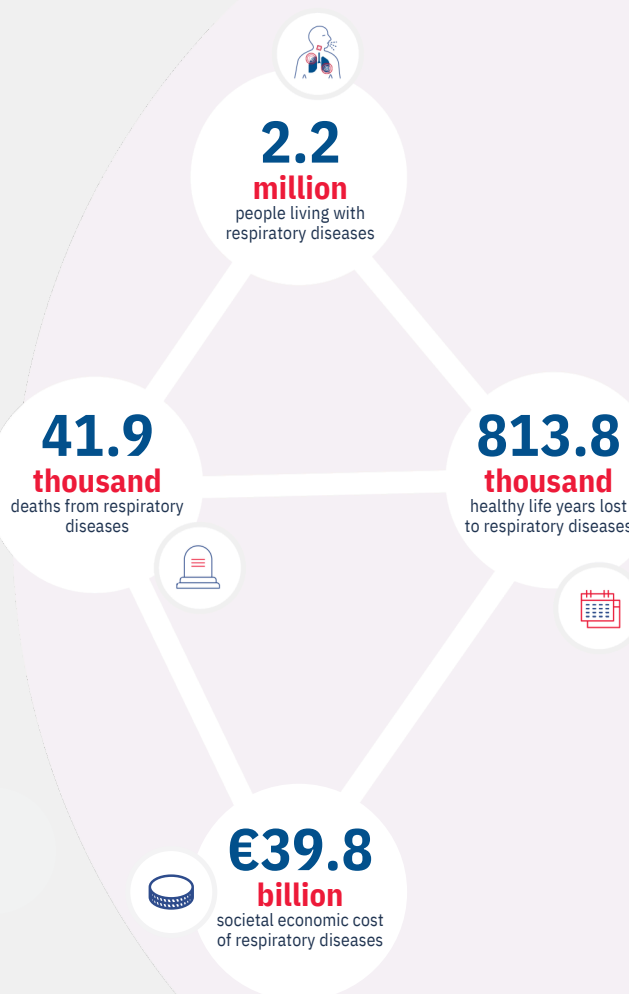 2.2
million
people living with
respiratory diseases
41.9
thousand
deaths from respiratory
diseases
813.8
thousand
healthy life years lost
to respiratory diseases
€39.8
billion
societal economic cost
of respiratory diseases